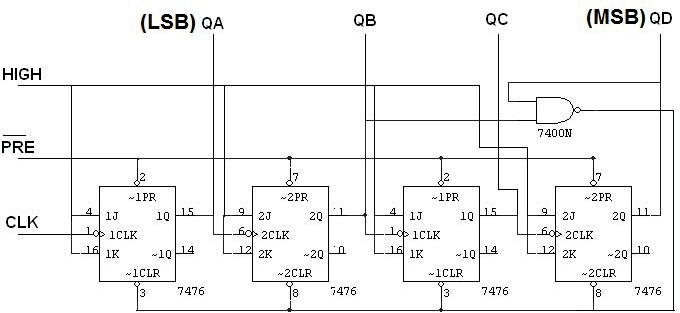 (LSB) QA QB QC (MSB) QD
HIGH
7400N
PRE
2 7 2 7
~1PR ~2PR ~1PR ~2PR
4 1J 1Q 15 9 2J 2Q 11 4 1J 1Q 15 9 2J 2Q 11
CLK 1 1CLK 6 2CLK 1 1CLK 6 2CLK
16 1K ~1Q 14 12 2K ~2Q 10 16 1K ~1Q 14 12 2K ~2Q 10
~1CLR ~2CLR ~1CLR ~2CLR
3 7476 8 7476 3 7476 8 7476